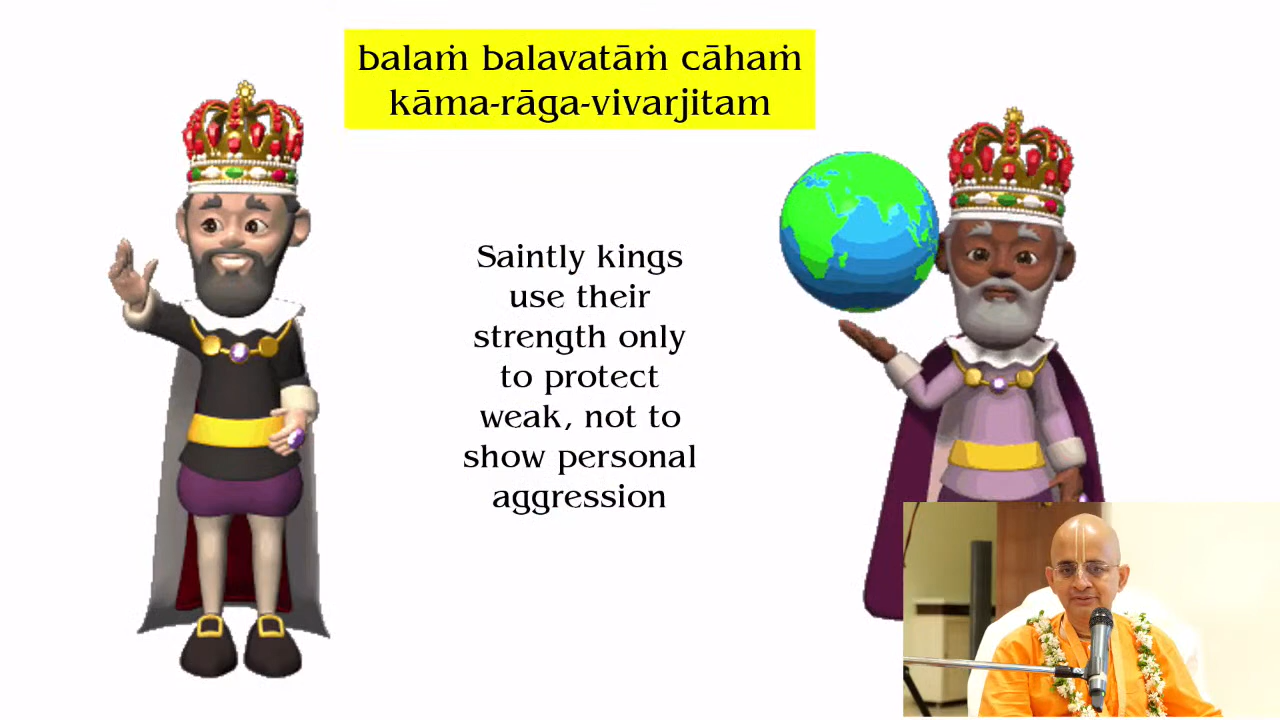 balaṁ balavatāṁ cāhaṁ
kāma-rāga-vivarjitam
Saintly kings
use their
strength only
to protect
weak, not to
show personal
aggression